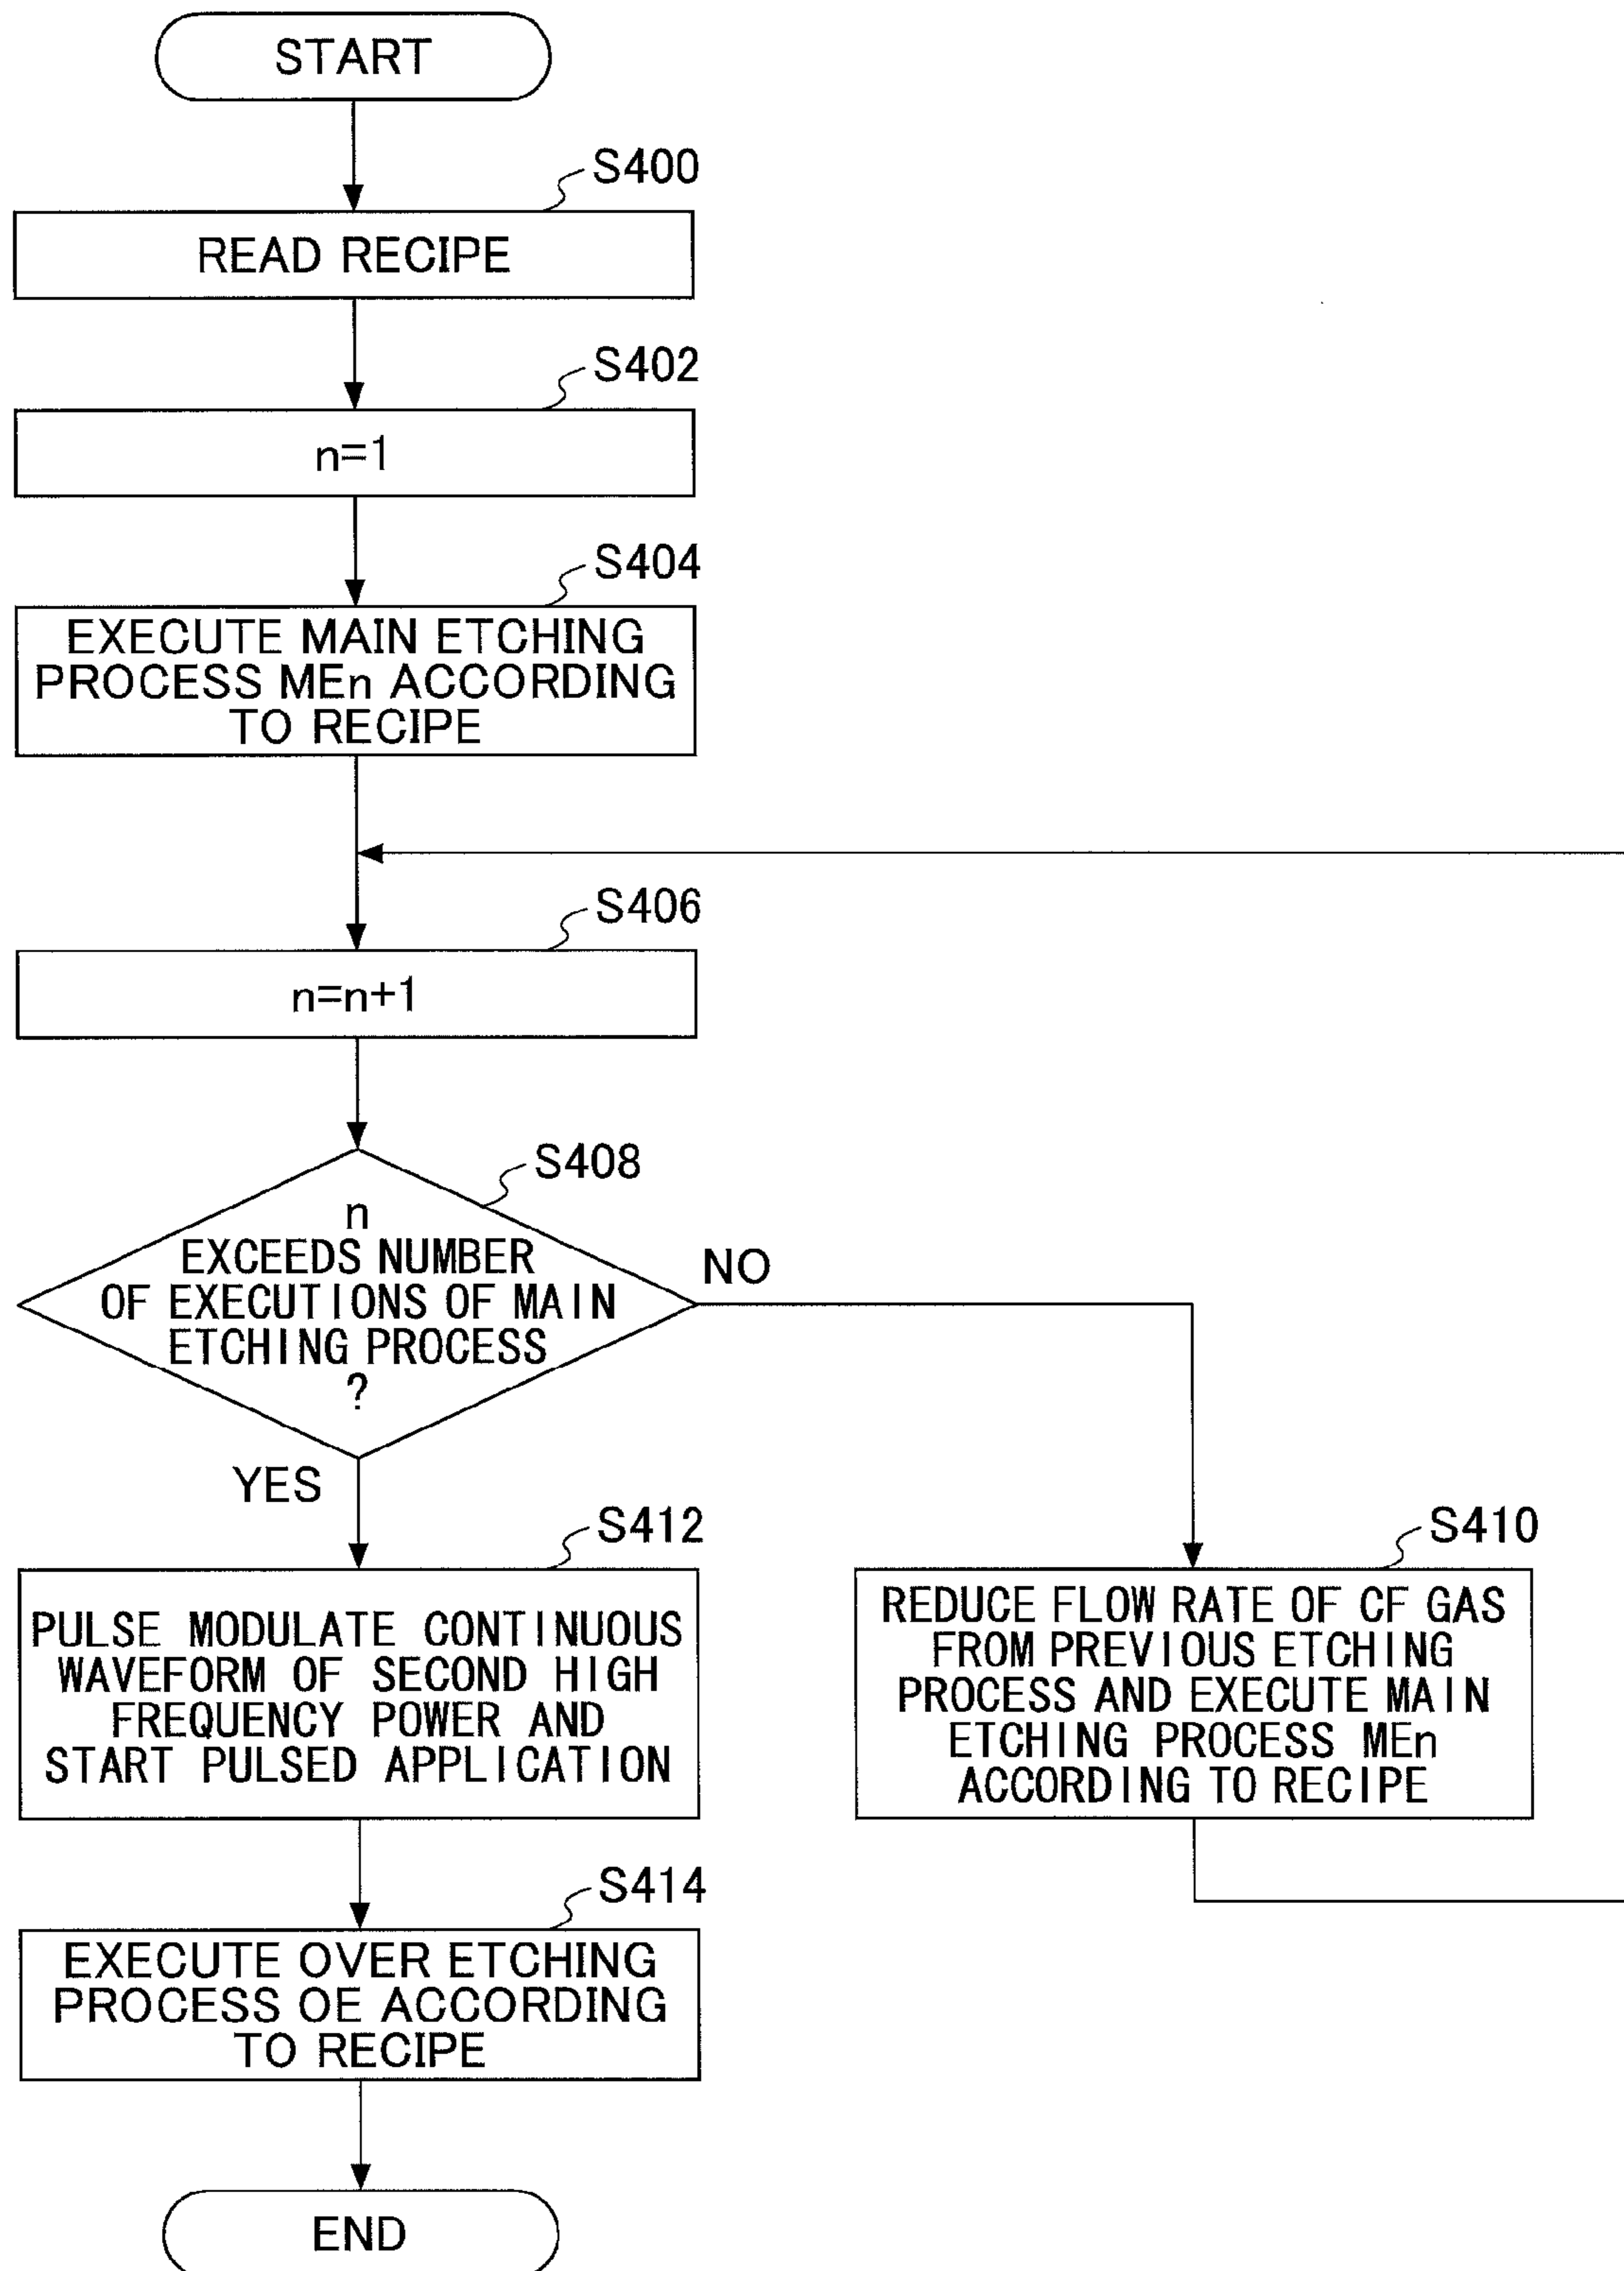 START
S400
READ RECIPE
S402
n=1
S404
EXECUTE MAIN ETCHING
PROCESS MEn ACCORDING
TO RECIPE
S406
n=n+1
S408
n
EXCEEDS NUMBER
OF EXECUTIONS OF MAIN
ETCHING PROCESS
?
NO
YES
S412
PULSE MODULATE CONTINUOUS
WAVEFORM OF SECOND HIGH
FREQUENCY POWER AND
START PULSED APPLICATION
S410
REDUCE FLOW RATE OF CF GAS
FROM PREVIOUS ETCHING
PROCESS AND EXECUTE MAIN
ETCHING PROCESS MEn
ACCORDING TO RECIPE
S414
EXECUTE OVER ETCHING
PROCESS OE ACCORDING
TO RECIPE
END